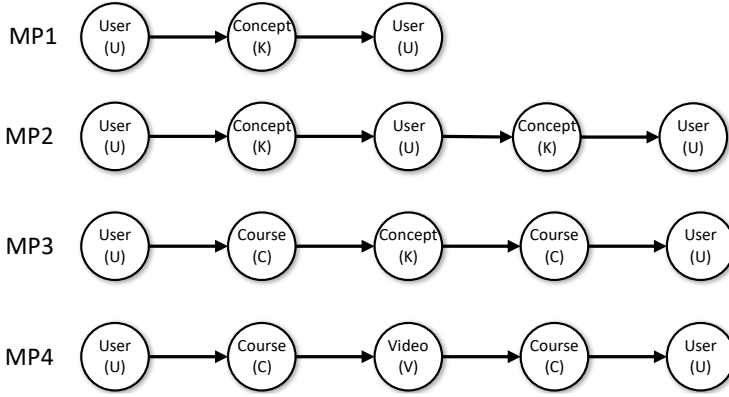 MP1
User
(U)
Concept
(K)
User
(U)
MP2
User
(U)
Concept
(K)
User
(U)
Concept
(K)
User
(U)
MP3
User
(U)
Course
(C)
Concept
(K)
Course
(C)
User
(U)
MP4
User
(U)
Course
(C)
Video
(V)
Course
(C)
User
(U)